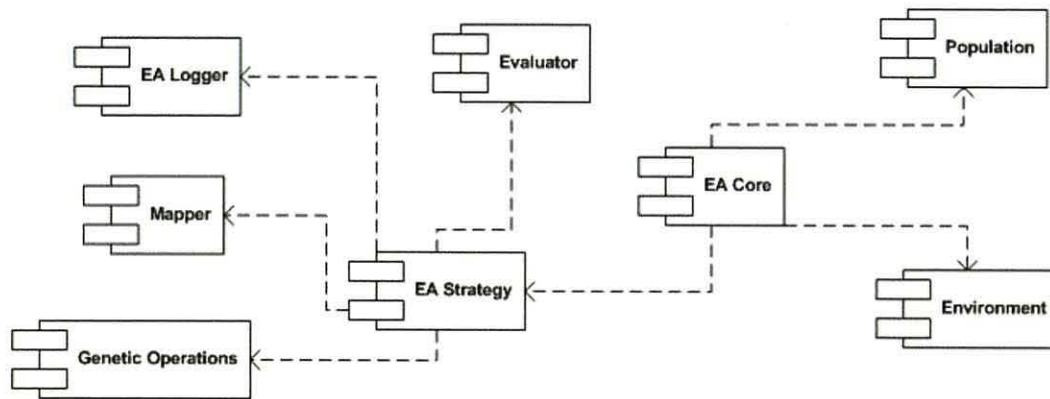 EA Logger
Evaluator
Population
Mapper
EA Core
EA Strategy
Environment
Genetic Operations